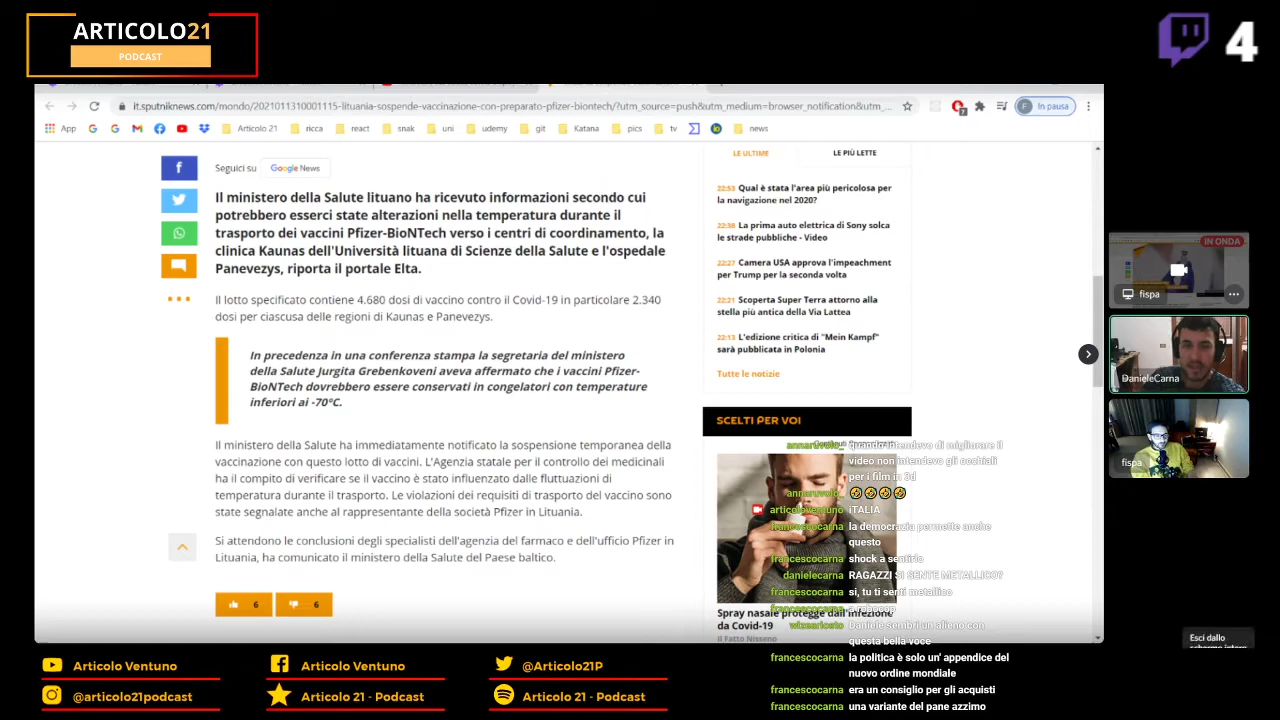 ARTICOLO21
PODCAST
4
it.sputniknews.com/mondo/2021011310001115-lituania-sospende-vaccinazione-con-preparato-pfizer-biontech/?utm_source=push&utm_medium=browser_notification&utm_...
F In pausa
App
Articolo 21
ricca
react
snak
uni
udemy
git
Katana
pics
tv
news
Seguici su
Google News
Il ministero della Salute lituano ha ricevuto informazioni secondo cui
potrebbero esserci state alterazioni nella temperatura durante il
trasporto dei vaccini Pfizer-BioNTech verso i centri di coordinamento, la
clinica Kaunas dell'Università lituana di Scienze della Salute e l'ospedale
Panevezys, riporta il portale Elta.
Il lotto specificato contiene 4.680 dosi di vaccino contro il Covid-19 in particolare 2.340
dosi per ciascusa delle regioni di Kaunas e Panevezys.
In precedenza in una conferenza stampa la segretaria del ministero
della Salute Jurgita Grebenkoveni aveva affermato che i vaccini Pfizer-
BioNTech dovrebbero essere conservati in congelatori con temperature
inferiori ai -70°C.
Il ministero della Salute ha immediatamente notificato la sospensione temporanea della
vaccinazione con questo lotto di vaccini. L'Agenzia statale per il controllo dei medicinali
ha il compito di verificare se il vaccino è stato influenzato dalle fluttuazioni di
temperatura durante il trasporto. Le violazioni dei requisiti di trasporto del vaccino sono
state segnalate anche al rappresentante della società Pfizer in Lituania.
Si attendono le conclusioni degli specialisti dell'agenzia del farmaco e dell'ufficio Pfizer in
Lituania, ha comunicato il ministero della Salute del Paese baltico.
6
6
LE ULTIME
LE PIÙ LETTE
22:53 Qual è stata l'area più pericolosa per
la navigazione nel 2020?
22:38 La prima auto elettrica di Sony solca
le strade pubbliche - Video
22:27 Camera USA approva l'impeachment
per Trump per la seconda volta
22:21 Scoperta Super Terra attorno alla
stella più antica della Via Lattea
22:13 L'edizione critica di "Mein Kampf"
sarà pubblicata in Polonia
Tutte le notizie
SCELTI PER VOI
Spray nasale protegge dall'infezione
da Covid-19
Il Fatto Nisseno
annaruvolo_ quando intendevo di migliorare il
video non intendevo gli occhiali
per i film in 3d
annaruvolo_ 🤣🤣🤣🤣
articoloventuno iTALIA
francescocarna la democrazia permette anche
questo
francescocarna shock a sentirlo
danielecarna RAGAZZI SI SENTE METALLICO?
francescocarna si, tu ti senti metallico
francescocarna
Daniele sembri un alieno con
questa bella voce
francescocarna la politica è solo un' appendice del
nuovo ordine mondiale
francescocarna era un consiglio per gli acquisti
francescocarna una variante del pane azzimo
IN ONDA
fispa
DanieleCarna
fispa
Esci dallo
Articolo Ventuno
Articolo Ventuno
@Articolo21P
@articolo21podcast
Articolo 21 - Podcast
Articolo 21 - Podcast